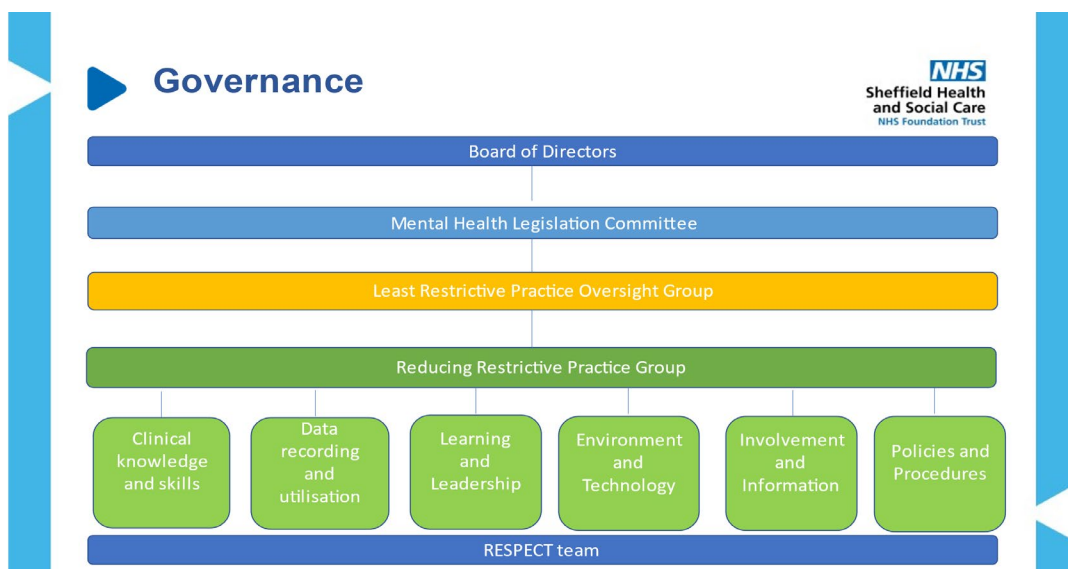 Governance
NHS
Sheffield Health
and Social Care
NHS Foundation Trust
Board of Directors
Mental Health Legislation Committee
Least Restrictive Practice Oversight Group
Reducing Restrictive Practice Group
Clinical
knowledge
and skills
Data
recording
and
utilisation
Learning
and
Leadership
Environment
and
Technology
Involvement
and
Information
Policies and
Procedures
RESPECT team